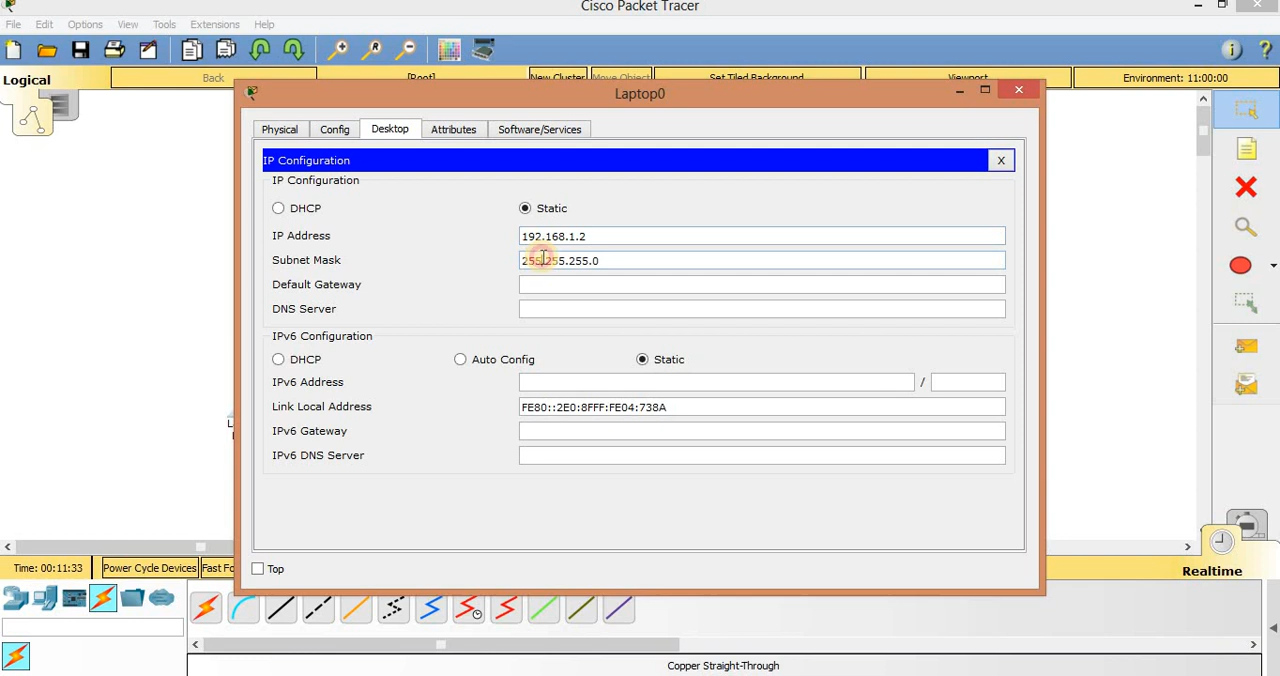 Cisco Packet Tracer
File Edit Options View Tools Extensions Help
Logical Back [Root] New Cluster Move Object Set Tiled Background Viewport Environment: 11:00:00
Laptop0
Physical Config Desktop Attributes Software/Services
IP Configuration X
IP Configuration
DHCP Static
IP Address 192.168.1.2
Subnet Mask 255.255.255.0
Default Gateway
DNS Server
IPv6 Configuration
DHCP Auto Config Static
IPv6 Address /
Link Local Address FE80::2E0:8FFF:FE04:738A
IPv6 Gateway
IPv6 DNS Server
Top
Time: 00:11:33 Power Cycle Devices Realtime
Copper Straight-Through